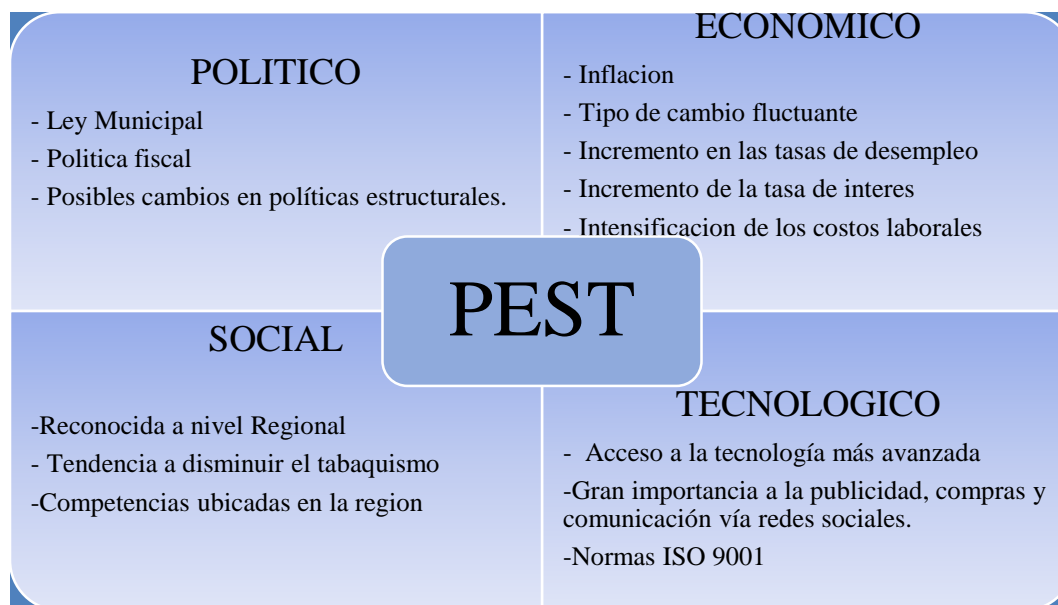 POLITICO
- Ley Municipal
- Politica fiscal
- Posibles cambios en políticas estructurales.
ECONOMICO
- Inflacion
- Tipo de cambio fluctuante
- Incremento en las tasas de desempleo
- Incremento de la tasa de interes
- Intensificacion de los costos laborales
PEST
SOCIAL
-Reconocida a nivel Regional
- Tendencia a disminuir el tabaquismo
-Competencias ubicadas en la region
TECNOLOGICO
- Acceso a la tecnología más avanzada
-Gran importancia a la publicidad, compras y
comunicación vía redes sociales.
-Normas ISO 9001